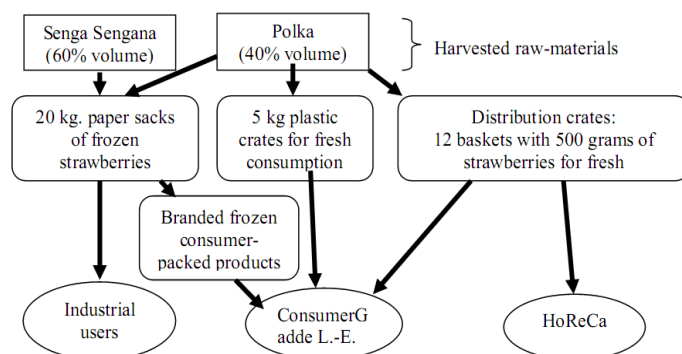 Senga Sengana
(60% volume)
Polka
(40% volume)
Harvested raw-materials
20 kg. paper sacks
of frozen
strawberries
5 kg plastic
crates for fresh
consumption
Distribution crates:
12 baskets with 500 grams of
strawberries for fresh
Branded frozen
consumer-
packed products
Industrial
users
ConsumerG
adde L.-E.
HoReCa